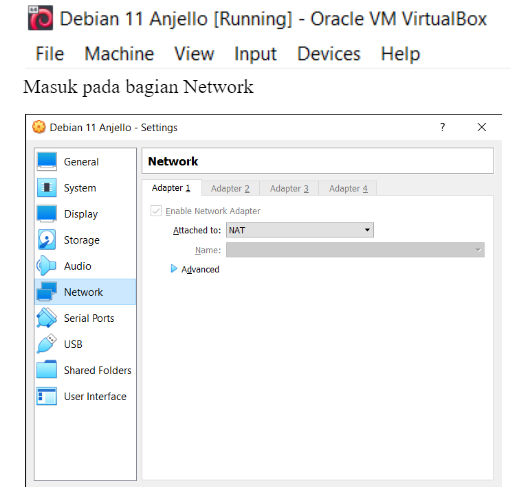 Debian 11 Anjello [Running] - Oracle VM VirtualBox
File Machine View Input Devices Help
Masuk pada bagian Network
Debian 11 Anjello - Settings ? X
General
System
Display
Storage
Audio
Network
Serial Ports
USB
Shared Folders
User Interface
Network
Adapter 1 Adapter 2 Adapter 3 Adapter 4
Enable Network Adapter
Attached to: NAT
Name:
Advanced